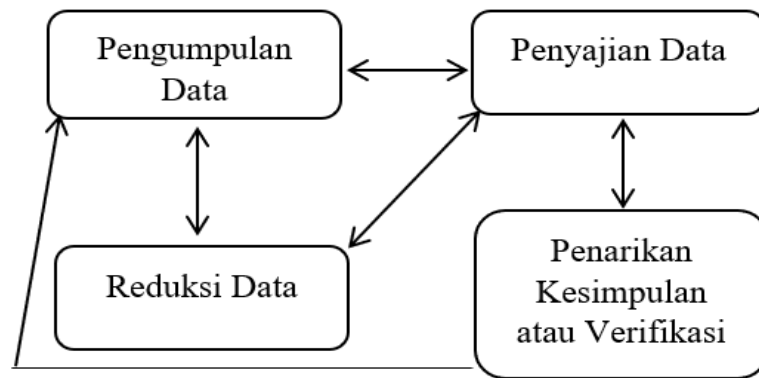 Pengumpulan
Data
Penyajian Data
Reduksi Data
Penarikan
Kesimpulan
atau Verifikasi